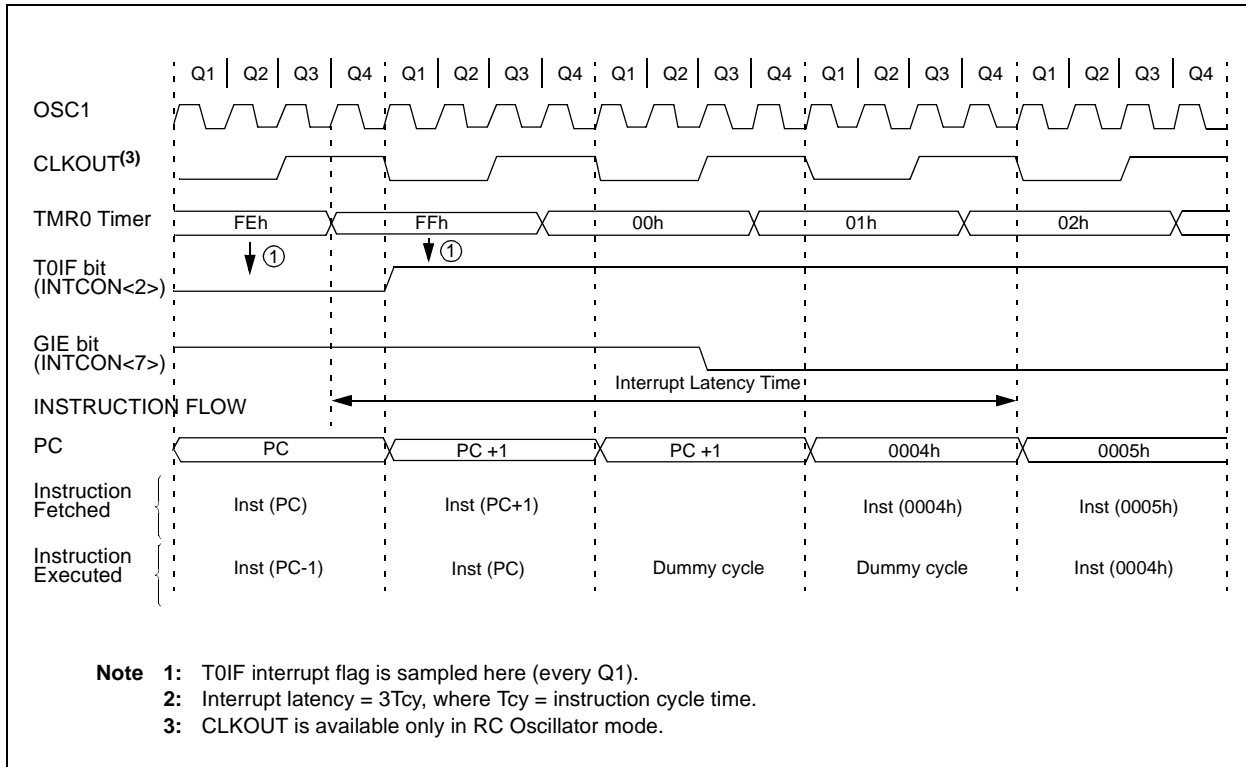 Q1 Q2 Q3 Q4 Q1 Q2 Q3 Q4 Q1 Q2 Q3 Q4 Q1 Q2 Q3 Q4 Q1 Q2 Q3 Q4
OSC1
CLKOUT(3)
TMR0 Timer FEh FFh 00h 01h 02h
1 1
T0IF bit
(INTCON<2>)
GIE bit
(INTCON<7>)
Interrupt Latency Time
INSTRUCTION FLOW
PC PC PC +1 PC +1 0004h 0005h
Instruction
Fetched Inst (PC) Inst (PC+1) Inst (0004h) Inst (0005h)
Instruction
Executed Inst (PC-1) Inst (PC) Dummy cycle Dummy cycle Inst (0004h)
Note 1: T0IF interrupt flag is sampled here (every Q1).
2: Interrupt latency = 3Tcy, where Tcy = instruction cycle time.
3: CLKOUT is available only in RC Oscillator mode.